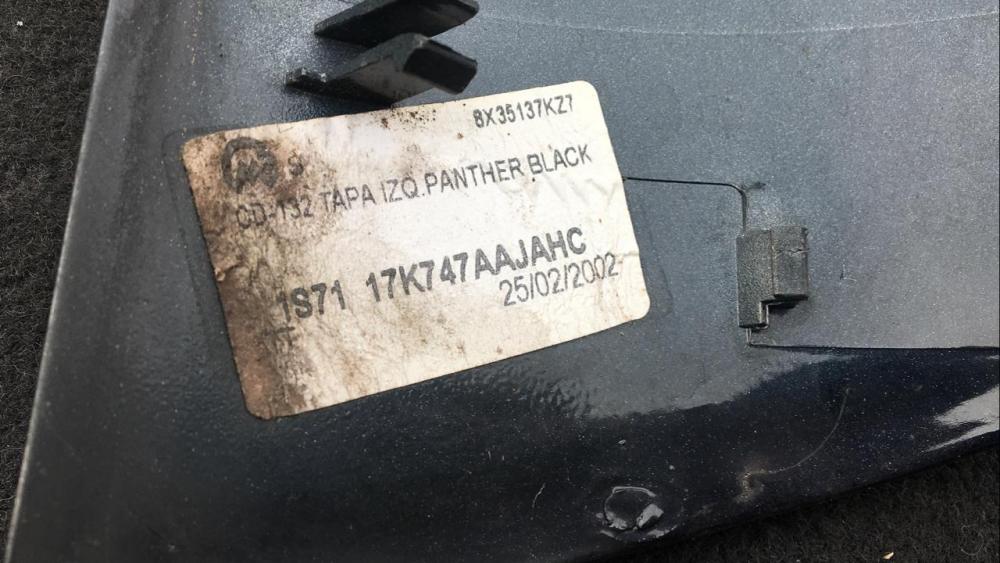 8X35137KZ7
CD-132 TAPA IZQ.PANTHER BLACK
1S71 17K747AAJAHC
25/02/2002